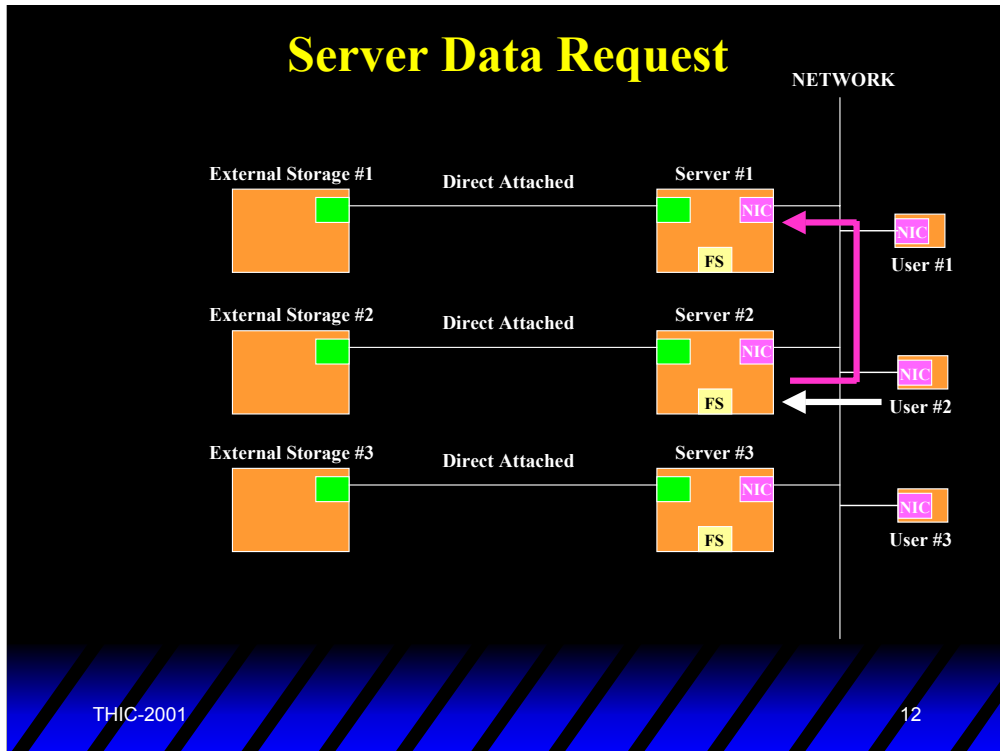 Server Data Request
NETWORK
External Storage #1
Direct Attached
Server #1
NIC
FS
NIC
User #1
External Storage #2
Direct Attached
Server #2
NIC
FS
NIC
User #2
External Storage #3
Direct Attached
Server #3
NIC
FS
NIC
User #3
THIC-2001
12